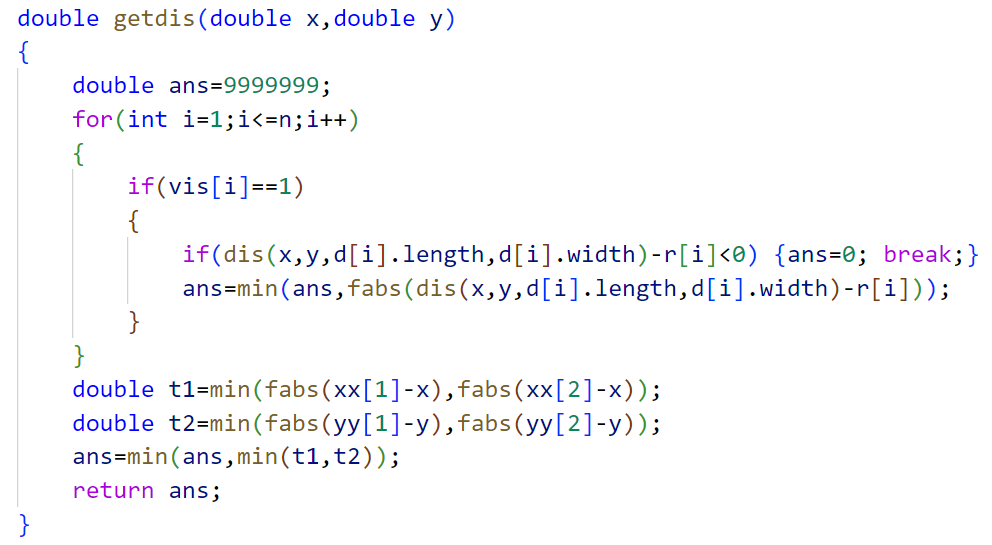 double getdis(double x,double y)
{
    double ans=9999999;
    for(int i=1;i<=n;i++)
    {
        if(vis[i]==1)
        {
            if(dis(x,y,d[i].length,d[i].width)-r[i]<0) {ans=0; break;}
            ans=min(ans,fabs(dis(x,y,d[i].length,d[i].width)-r[i]));
        }
    }
    double t1=min(fabs(xx[1]-x),fabs(xx[2]-x));
    double t2=min(fabs(yy[1]-y),fabs(yy[2]-y));
    ans=min(ans,min(t1,t2));
    return ans;
}